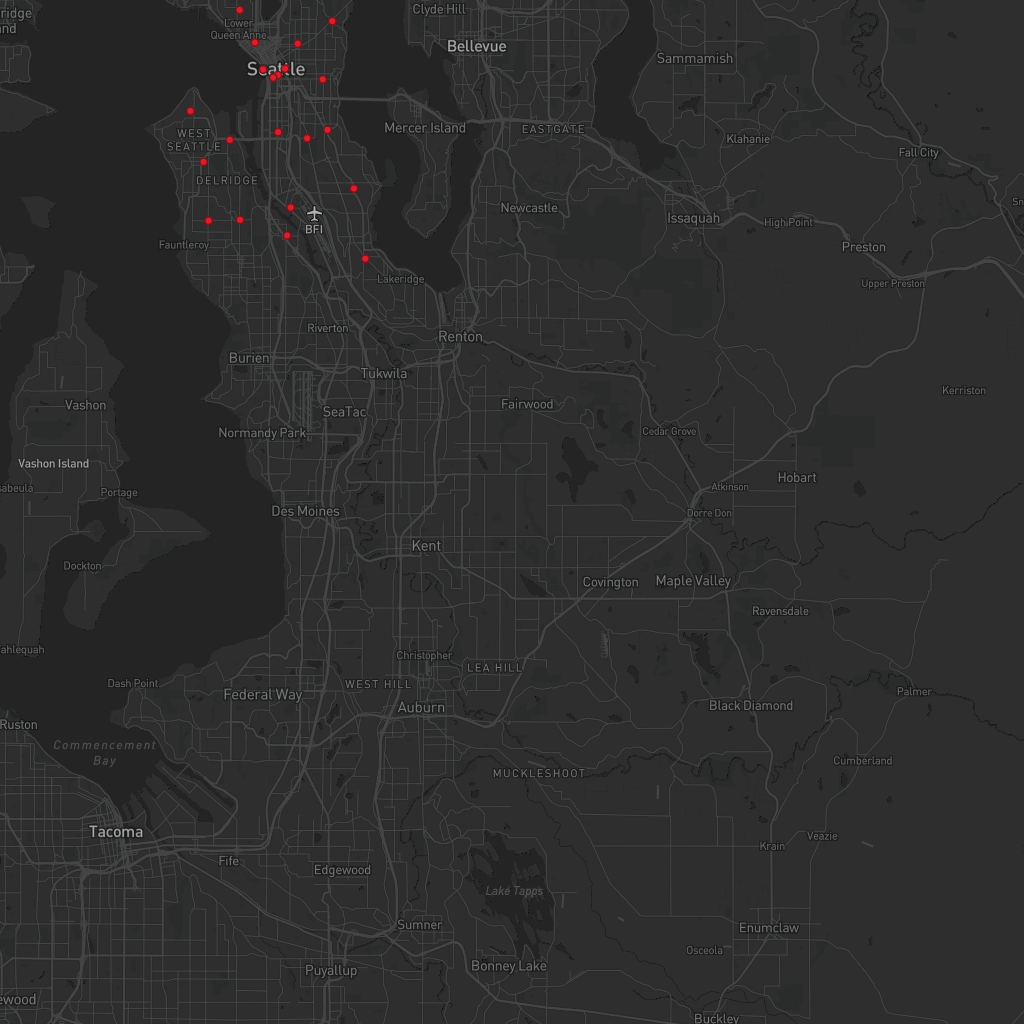 Clyde Hill
Lower
Queen Anne
Bellevue
Seattle
Sammamish
WEST
SEATTLE
Mercer Island
EASTGATE
Klahanie
Fall City
DELRIDGE
Newcastle
Issaquah
High Point
BFI
Fauntleroy
Preston
Upper Preston
Lakeridge
Riverton
Renton
Burien
Tukwila
Kerriston
Vashon
Fairwood
SeaTac
Normandy Park
Cedar Grove
Vashon Island
Hobart
Atkinson
Portage
Des Moines
Dorre Don
Kent
Dockton
Covington
Maple Valley
Ravensdale
ahlequah
Christopher
LEA HILL
Dash Point
WEST HILL
Federal Way
Palmer
Auburn
Black Diamond
Ruston
Commencement
Bay
Cumberland
MUCKLESHOOT
Tacoma
Veazie
Krain
Fife
Edgewood
Lake Tapps
Sumner
Enumclaw
Osceola
Puyallup
Bonney Lake
ewood
Buckley